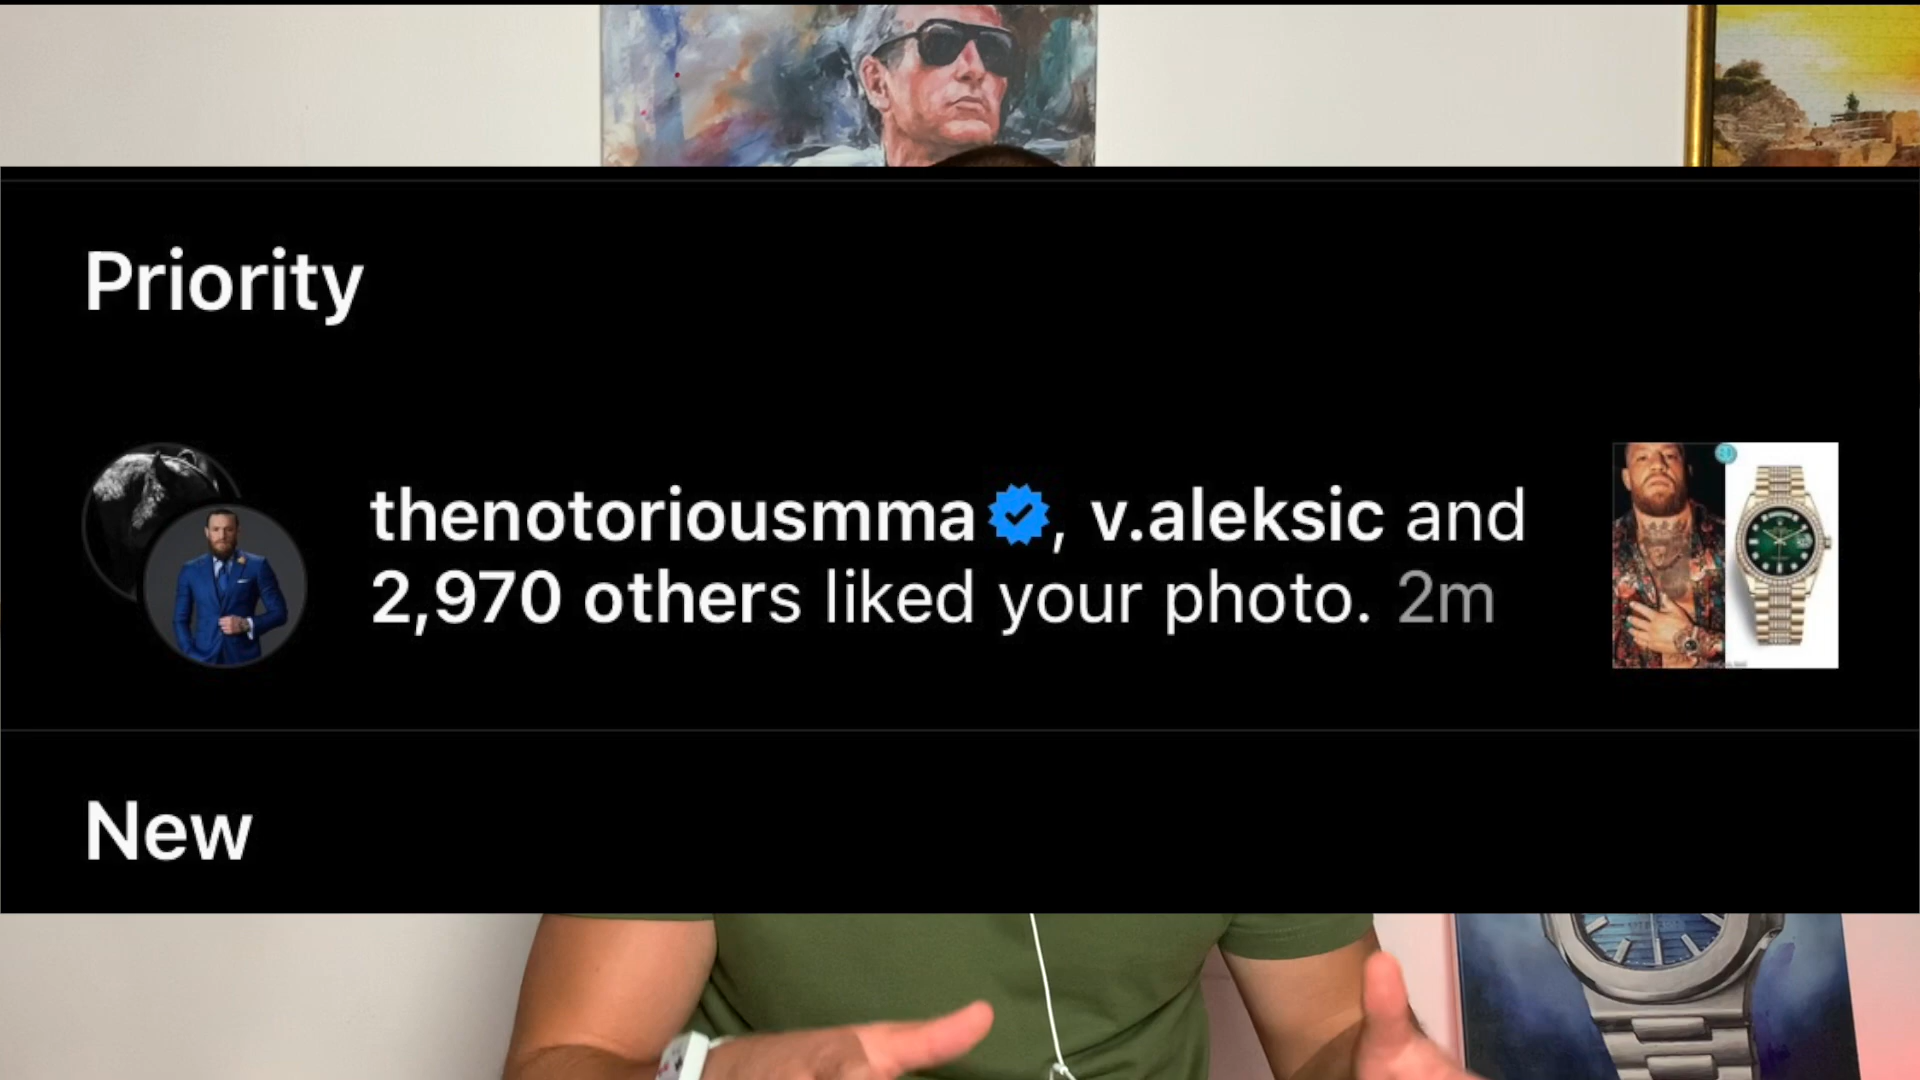 Priority
thenotoriousmma, v.aleksic and
2,970 others liked your photo. 2m
New